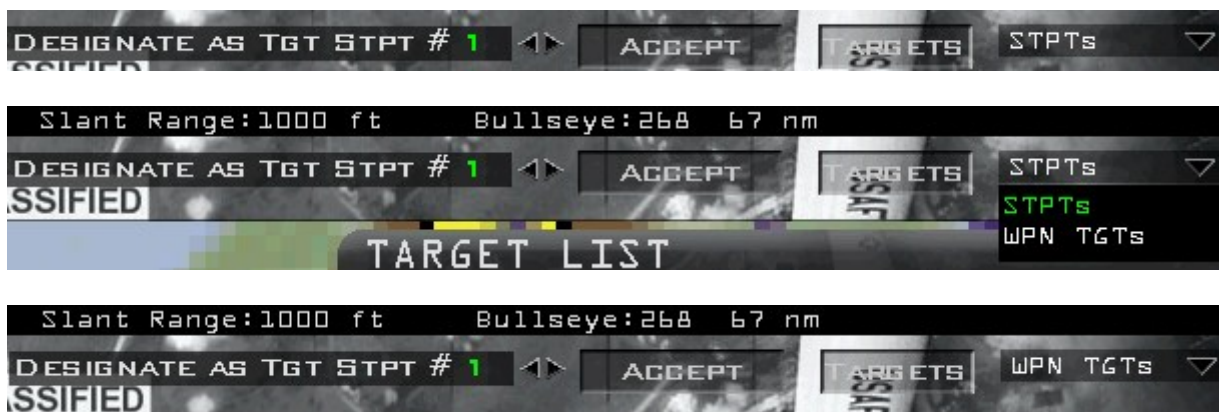 DESIGNATE AS TGT STPT # 1 ACCEPT TARGETS STPTs
SSIFIED
Slant Range:1000 ft Bullseye:268 67 nm
DESIGNATE AS TGT STPT # 1 ACCEPT TARGETS STPTs
SSIFIED STPTs
WPN TGTs
TARGET LIST
Slant Range:1000 ft Bullseye:268 67 nm
DESIGNATE AS TGT STPT # 1 ACCEPT TARGETS WPN TGTs
SSIFIED